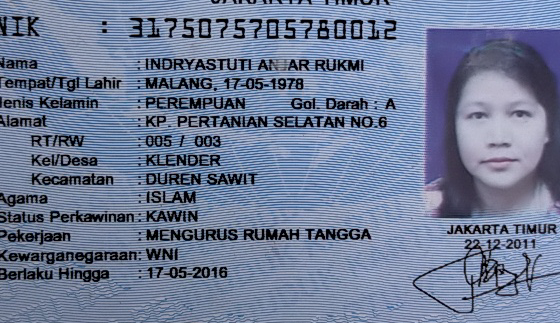 JAKARTA TIMUR
NIK : 3175075705780012
Nama : INDRYASTUTI ANJAR RUKMI
Tempat/Tgl Lahir : MALANG, 17-05-1978
Jenis Kelamin : PEREMPUAN Gol. Darah : A
Alamat : KP. PERTANIAN SELATAN NO.6
RT/RW : 005 / 003
Kel/Desa : KLENDER
Kecamatan : DUREN SAWIT
Agama : ISLAM
Status Perkawinan : KAWIN
Pekerjaan : MENGURUS RUMAH TANGGA
Kewarganegaraan : WNI
Berlaku Hingga : 17-05-2016
JAKARTA TIMUR
22-12-2011